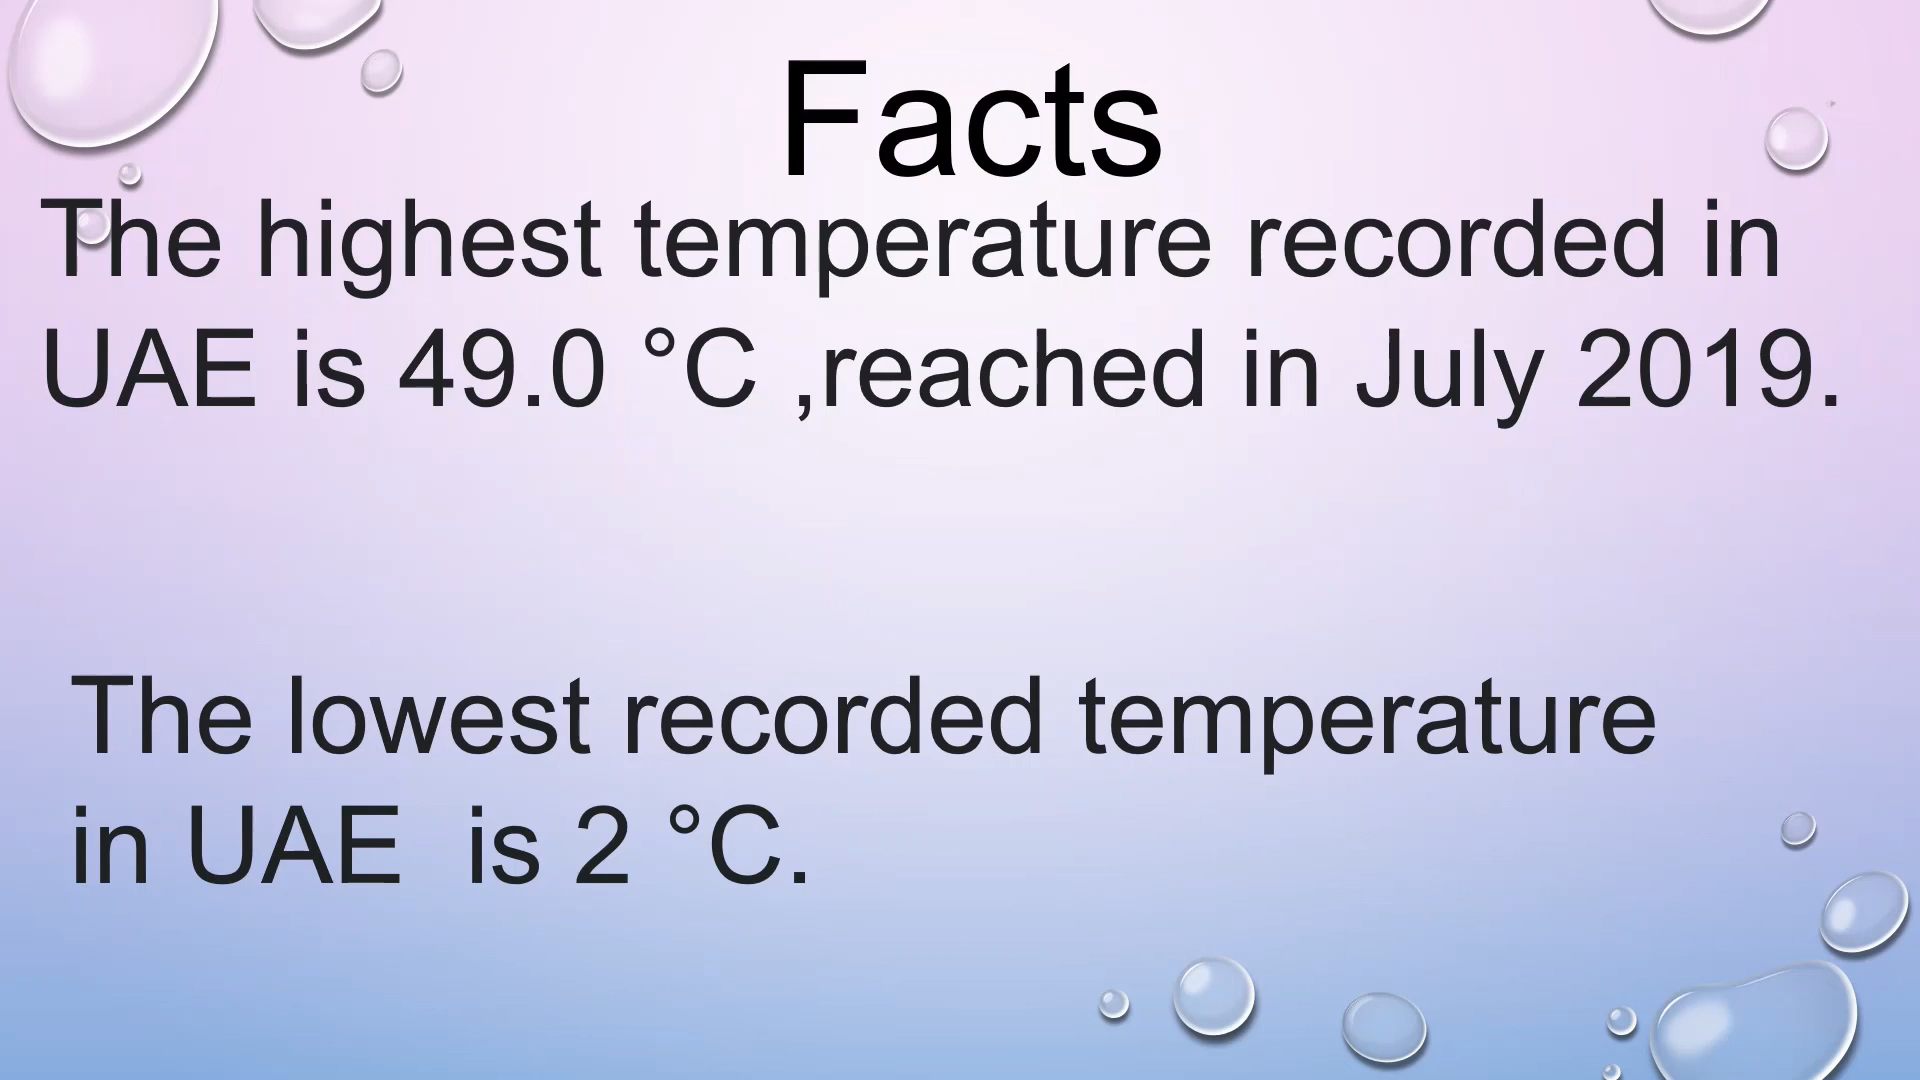 Facts
The highest temperature recorded in
UAE is 49.0 °C ,reached in July 2019.
The lowest recorded temperature
in UAE  is 2 °C.